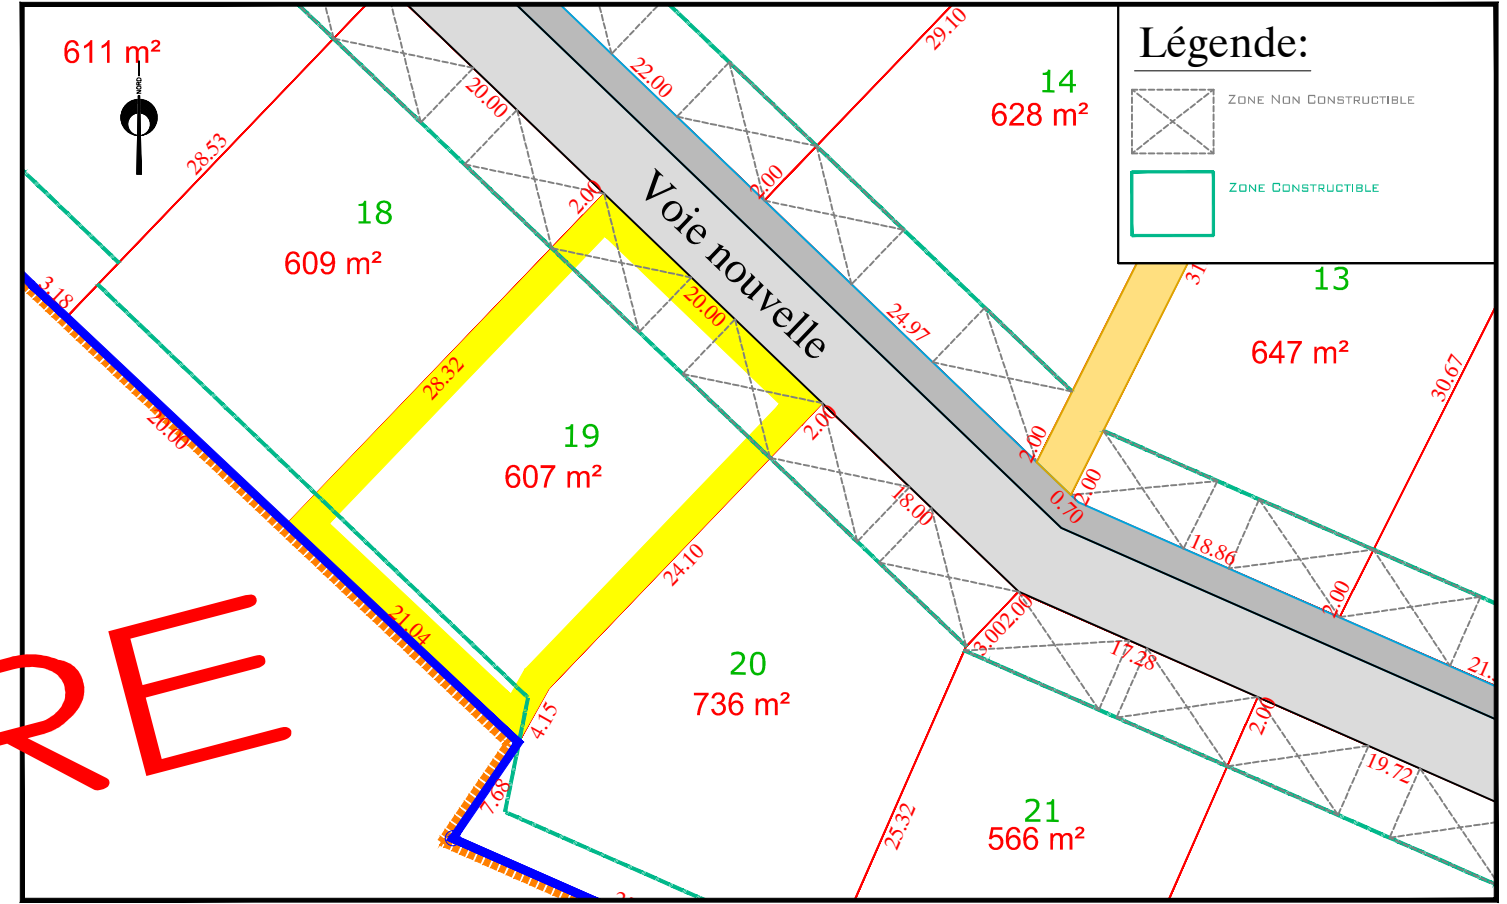 611 m²
NORD
29.10
22.00
20.00
14
628 m²
Légende:
Zone Non Constructible
Zone Constructible
28.53
18
609 m²
2.00
2.00
Voie nouvelle
13
647 m²
3.18
20.00
24.97
28.32
30.67
20.00
19
607 m²
2.00
2.00
2.00
0.70
18.00
18.86
2.00
24.10
21.04
3.00
2.00
17.28
RE
20
736 m²
4.15
2.00
7.68
19.72
25.32
21
566 m²